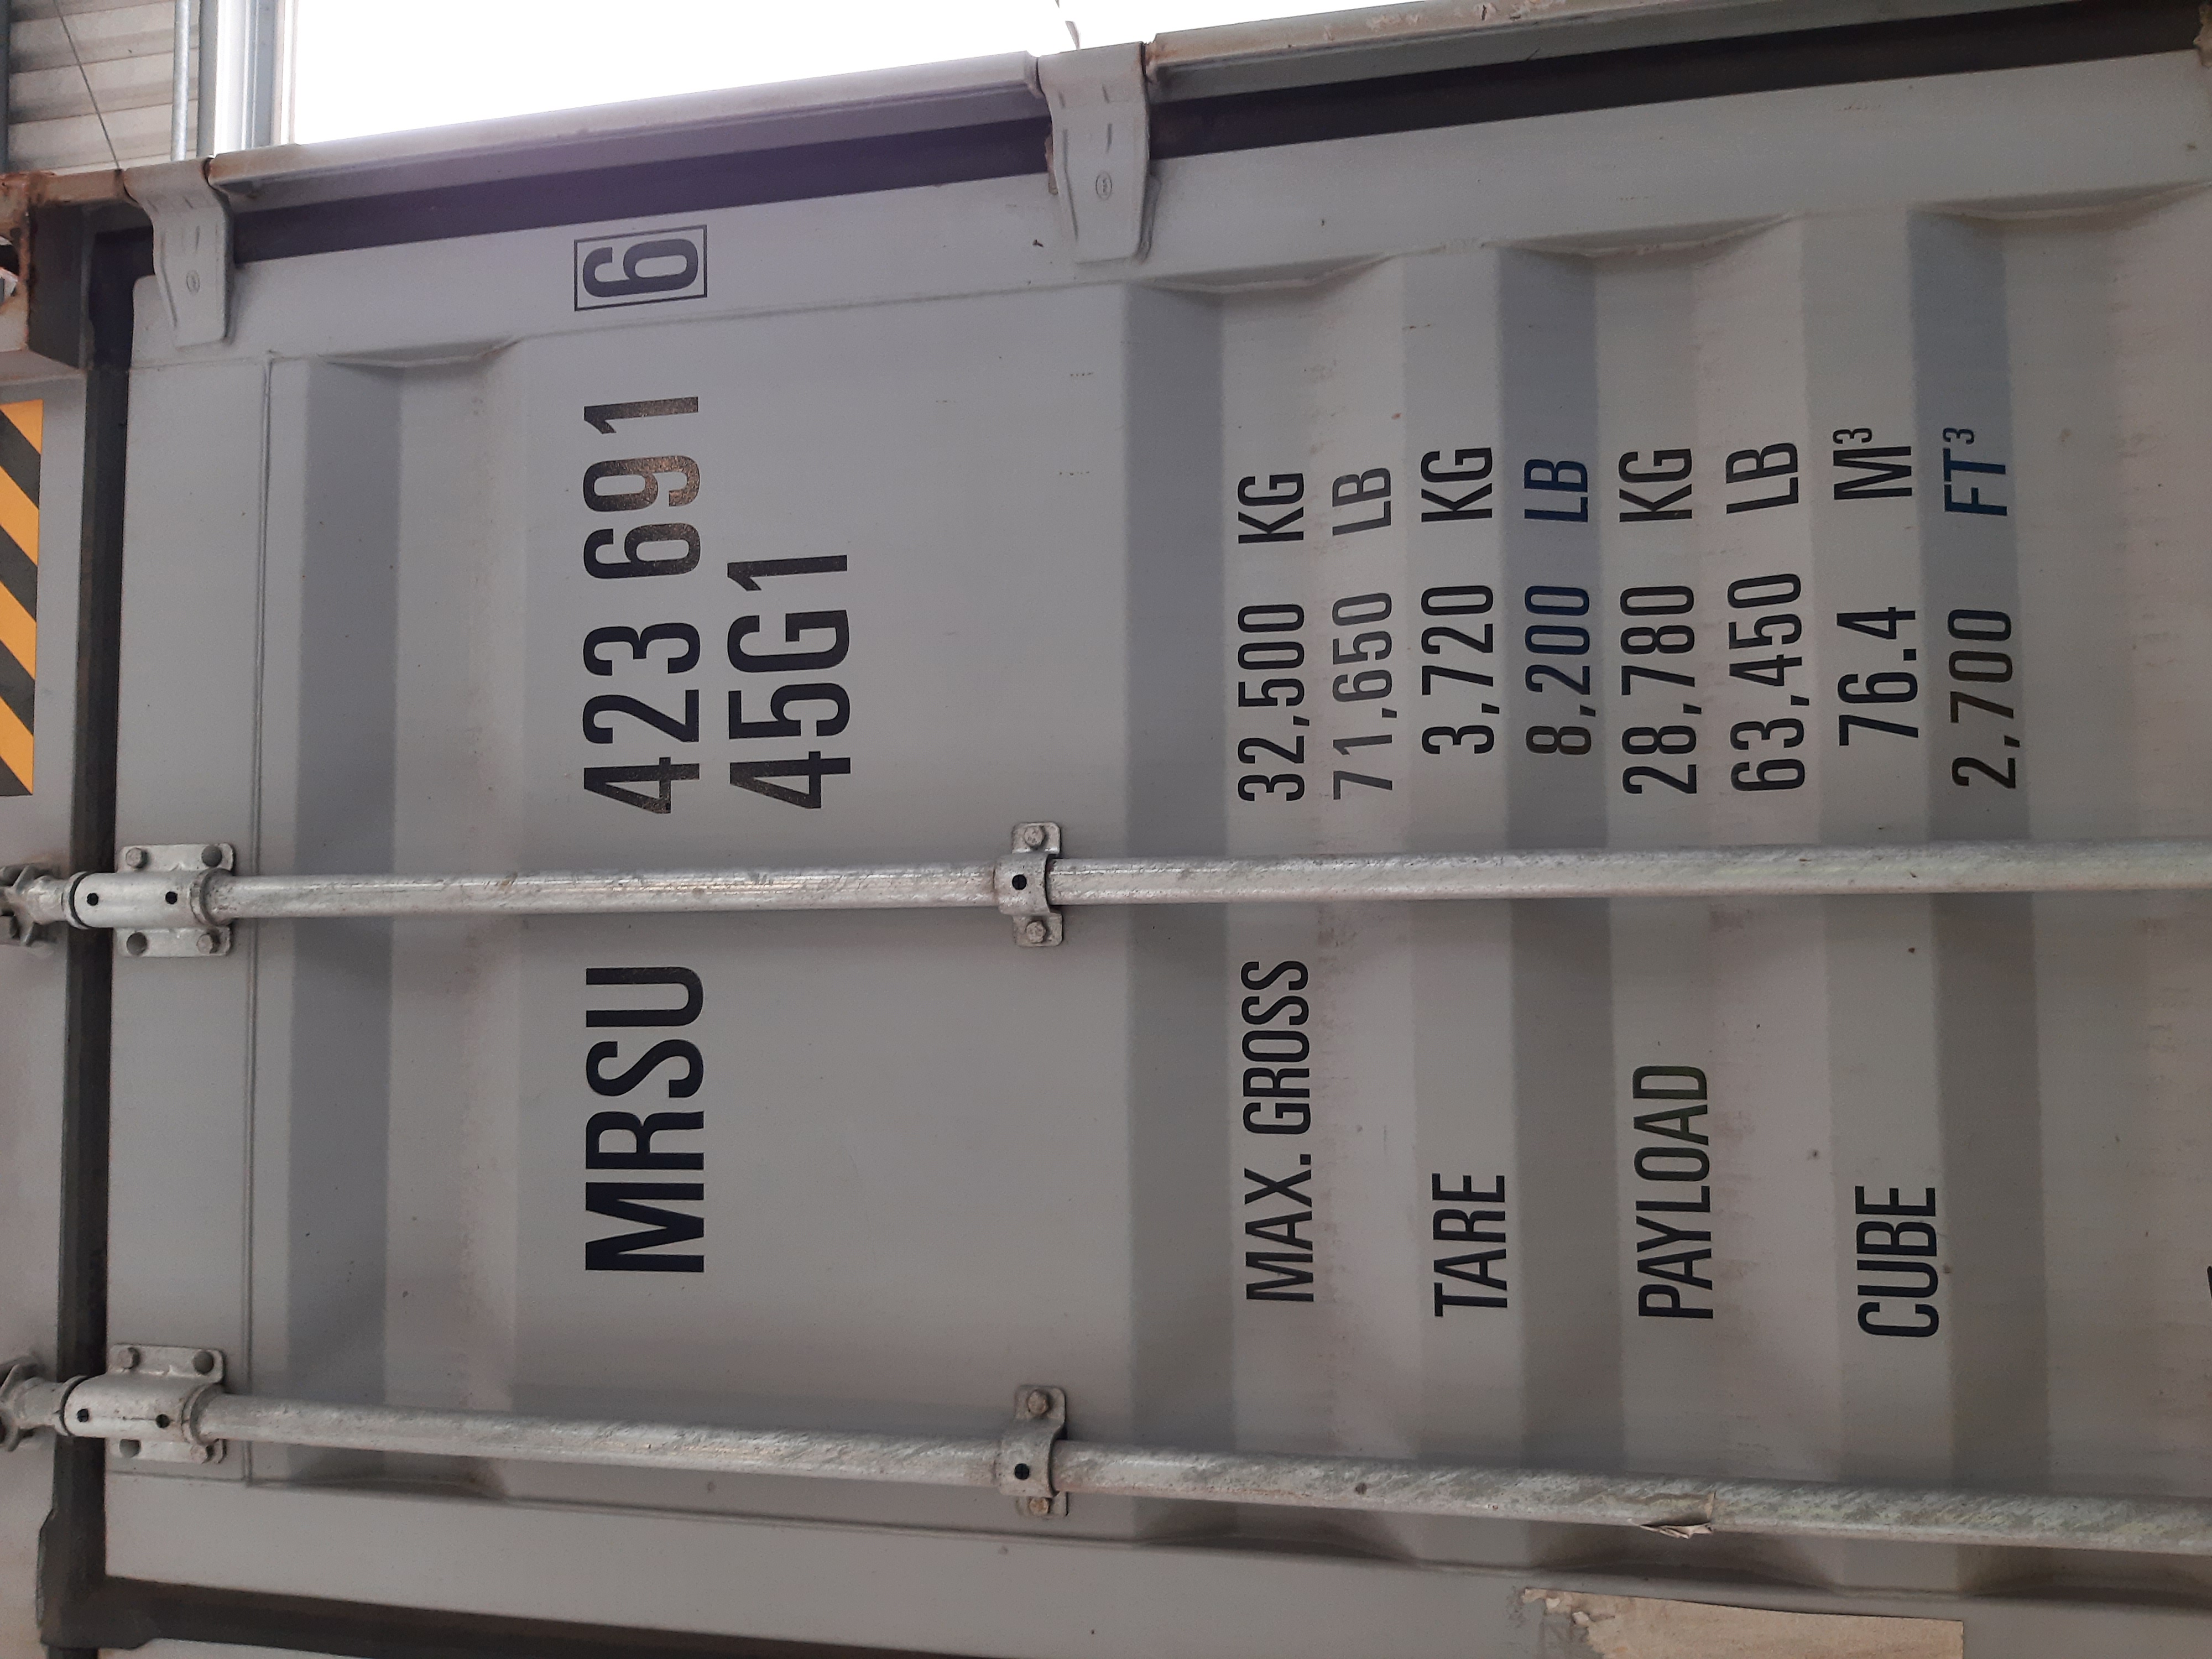 MRSU 423 691 6
45G1
MAX. GROSS 32,500 KG
71,650 LB
TARE 3,720 KG
8,200 LB
PAYLOAD 28,780 KG
63,450 LB
CUBE 76.4 M³
2,700 FT³